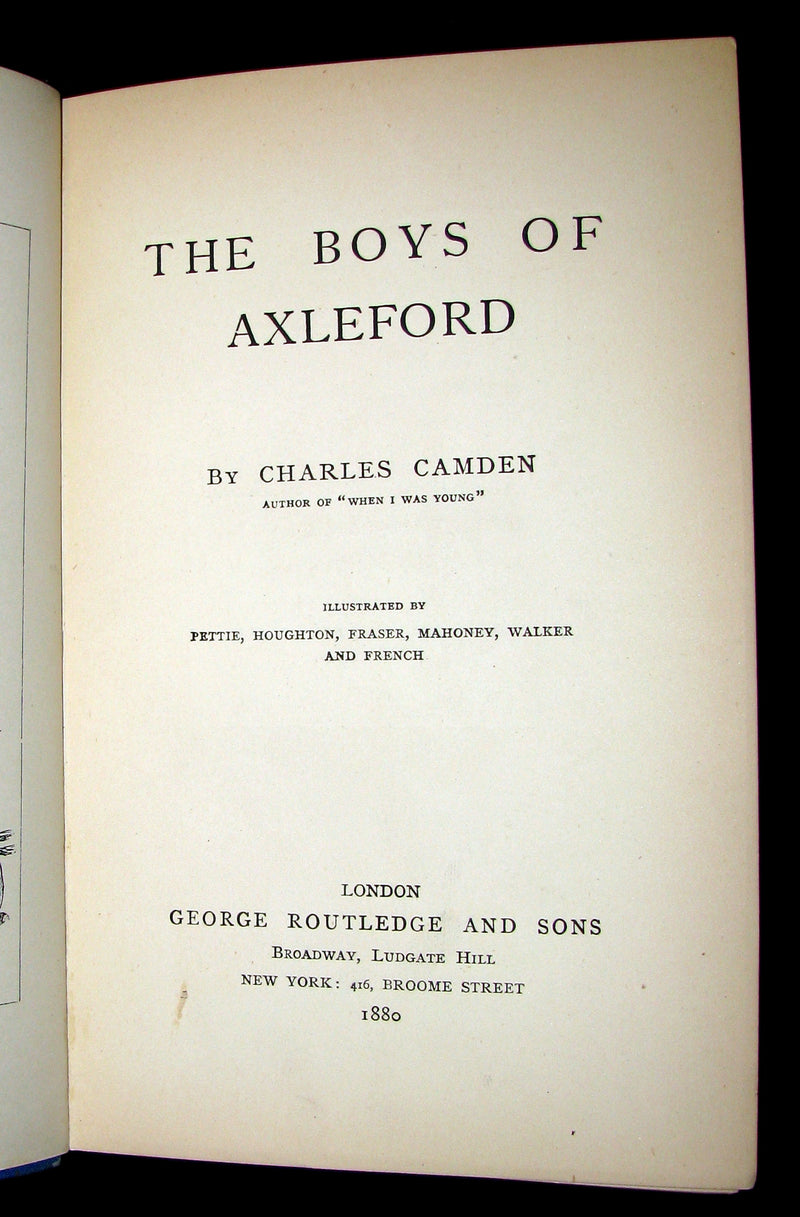 THE BOYS OF
AXLEFORD
BY CHARLES CAMDEN
AUTHOR OF "WHEN I WAS YOUNG"
ILLUSTRATED BY
PETTIE, HOUGHTON, FRASER, MAHONEY, WALKER
AND FRENCH
LONDON
GEORGE ROUTLEDGE AND SONS
BROADWAY, LUDGATE HILL
NEW YORK: 416, BROOME STREET
1880